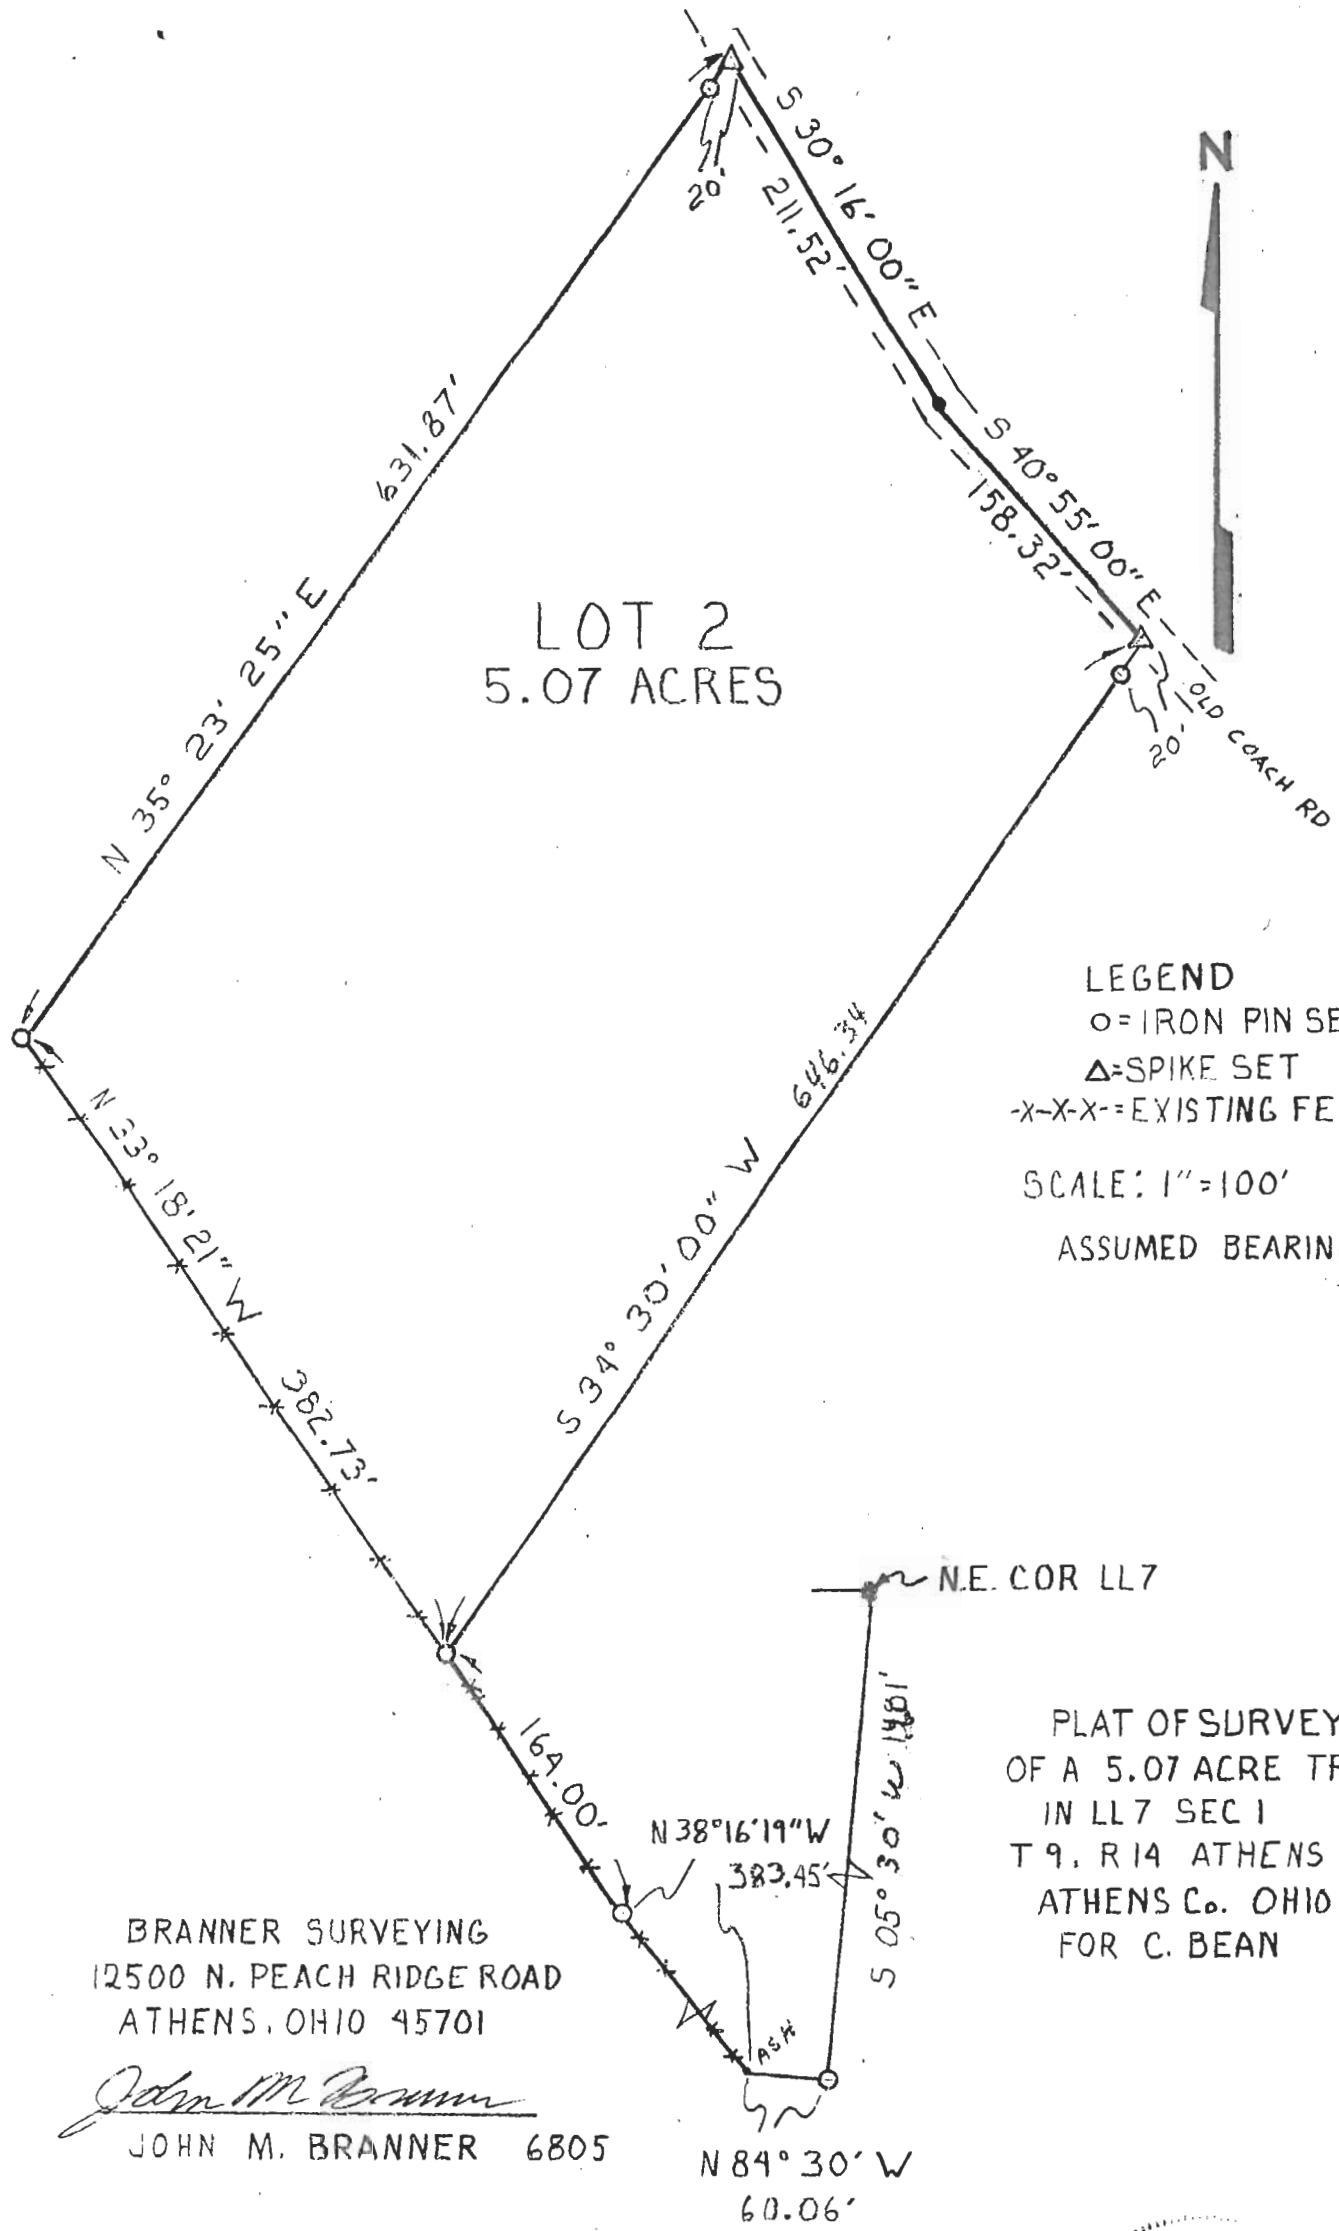 N
S 30° 16' 00" E
211.52'
20'
S 40° 55' 00" E
158.32'
20'
OLD COACH RD
631.87'
N 35° 23' 25" E
LOT 2
5.07 ACRES
646.34
S 34° 30' 00" W
N 33° 18' 21" W
382.73'
LEGEND
O=IRON PIN SE
Δ=SPIKE SET
-X-X-X-=EXISTING FE
SCALE: 1"=100'
ASSUMED BEARIN
N.E. COR LL7
S 05° 30' W
164.00'
N 38°16'19"W
383.45'
ASH
N 84° 30' W
60.06'
PLAT OF SURVEY
OF A 5.07 ACRE
IN LL7 SEC 1
T 9, R 14 ATHENS
ATHENS Co. OHIO
FOR C. BEAN
BRANNER SURVEYING
12500 N. PEACH RIDGE ROAD
ATHENS, OHIO 45701
John M Branner
JOHN M. BRANNER 6805